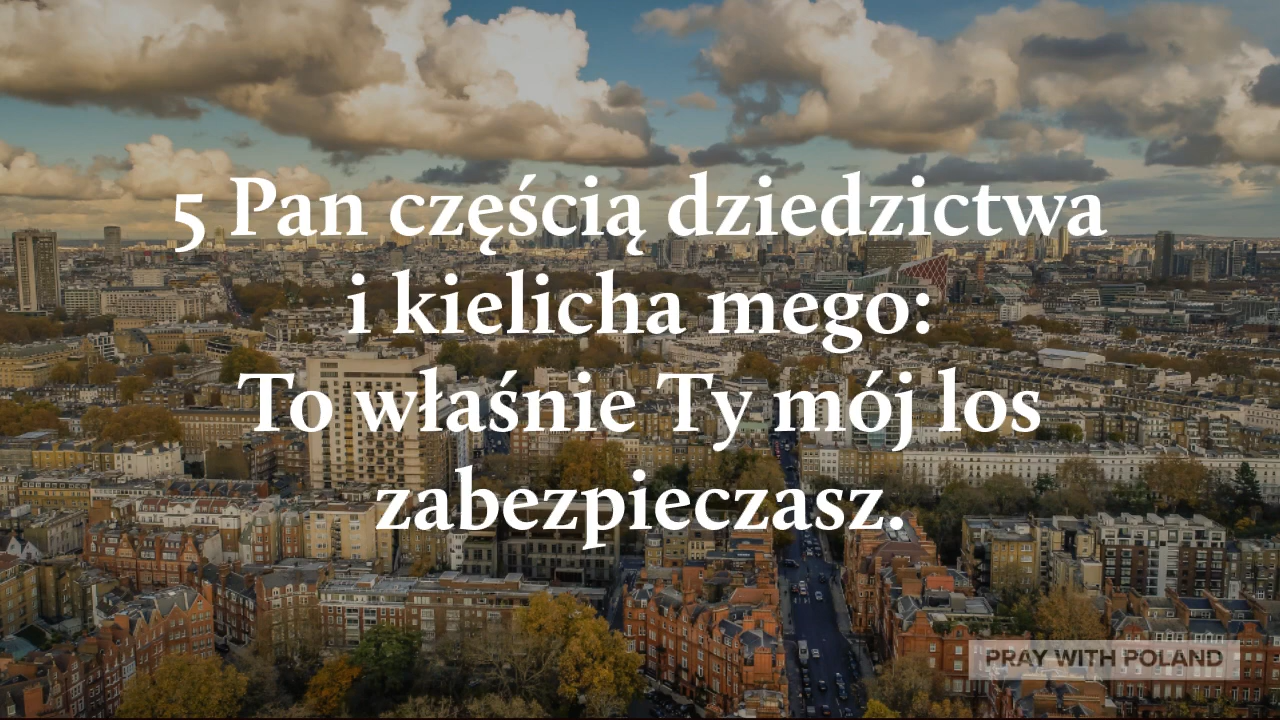 5 Pan częścią dziedzictwa
i kielicha mego:
To właśnie Ty mój los
zabezpieczasz.
PRAY WITH POLAND